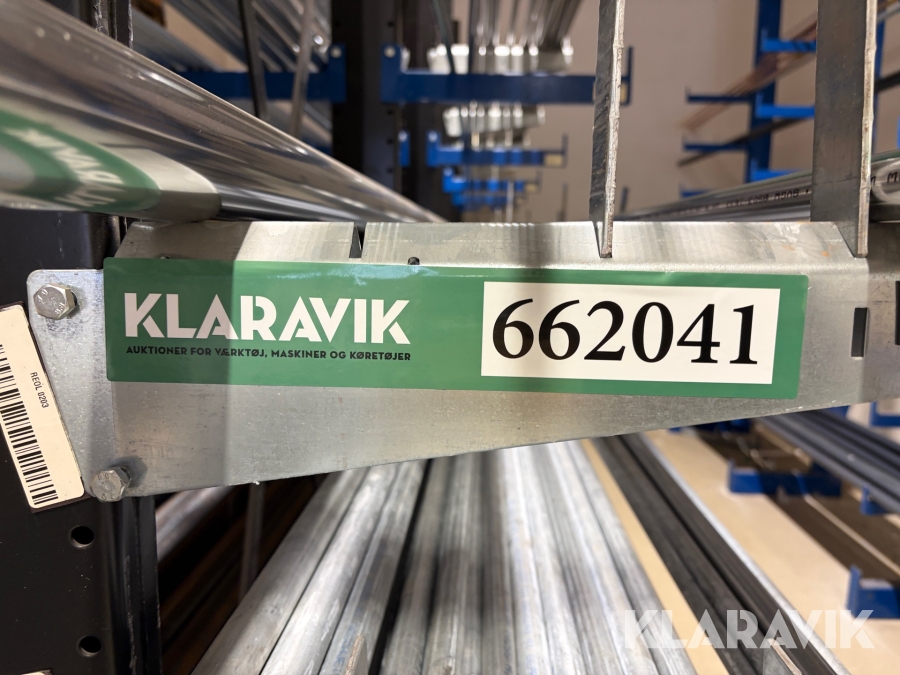 KLARAVIK
AUKTIONER FOR VÆRKTØJ, MASKINER OG KØRETØJER
662041
REOL 0203
KLARAVIK